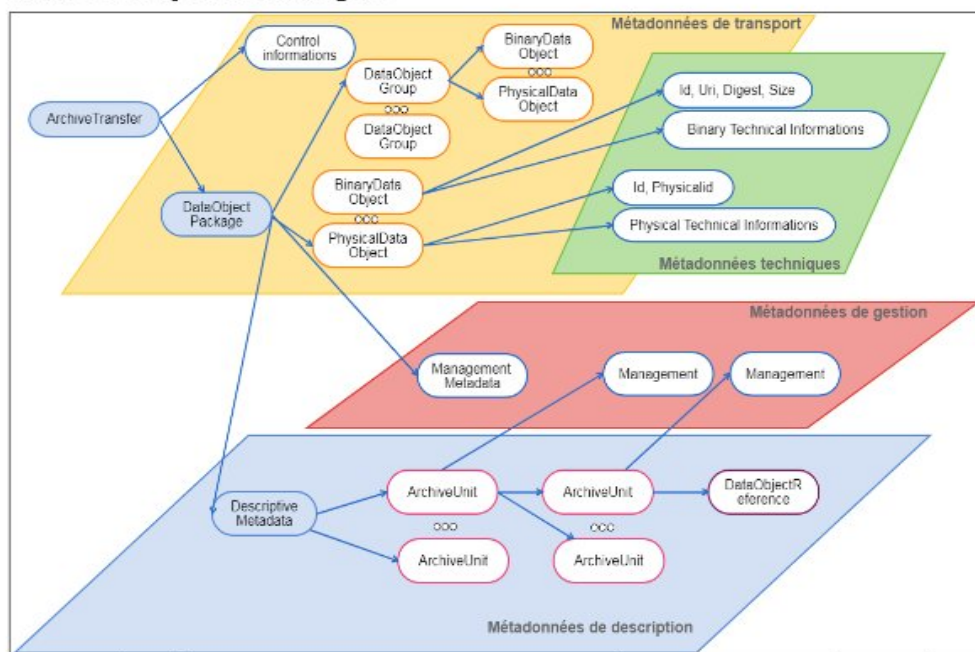 Métadonnées de transport
Control
informations
BinaryData
Object
DataObject
Group
PhysicalData
Object
ArchiveTransfer
DataObject
Group
Id, Uri, Digest, Size
Binary Technical Informations
BinaryData
Object
Id, Physicalid
DataObject
Package
PhysicalData
Object
Physical Technical Informations
Métadonnées techniques
Métadonnées de gestion
Management
Metadata
Management
Management
Descriptive
Metadata
ArchiveUnit
ArchiveUnit
DataObjectR
eference
ArchiveUnit
ArchiveUnit
Métadonnées de description